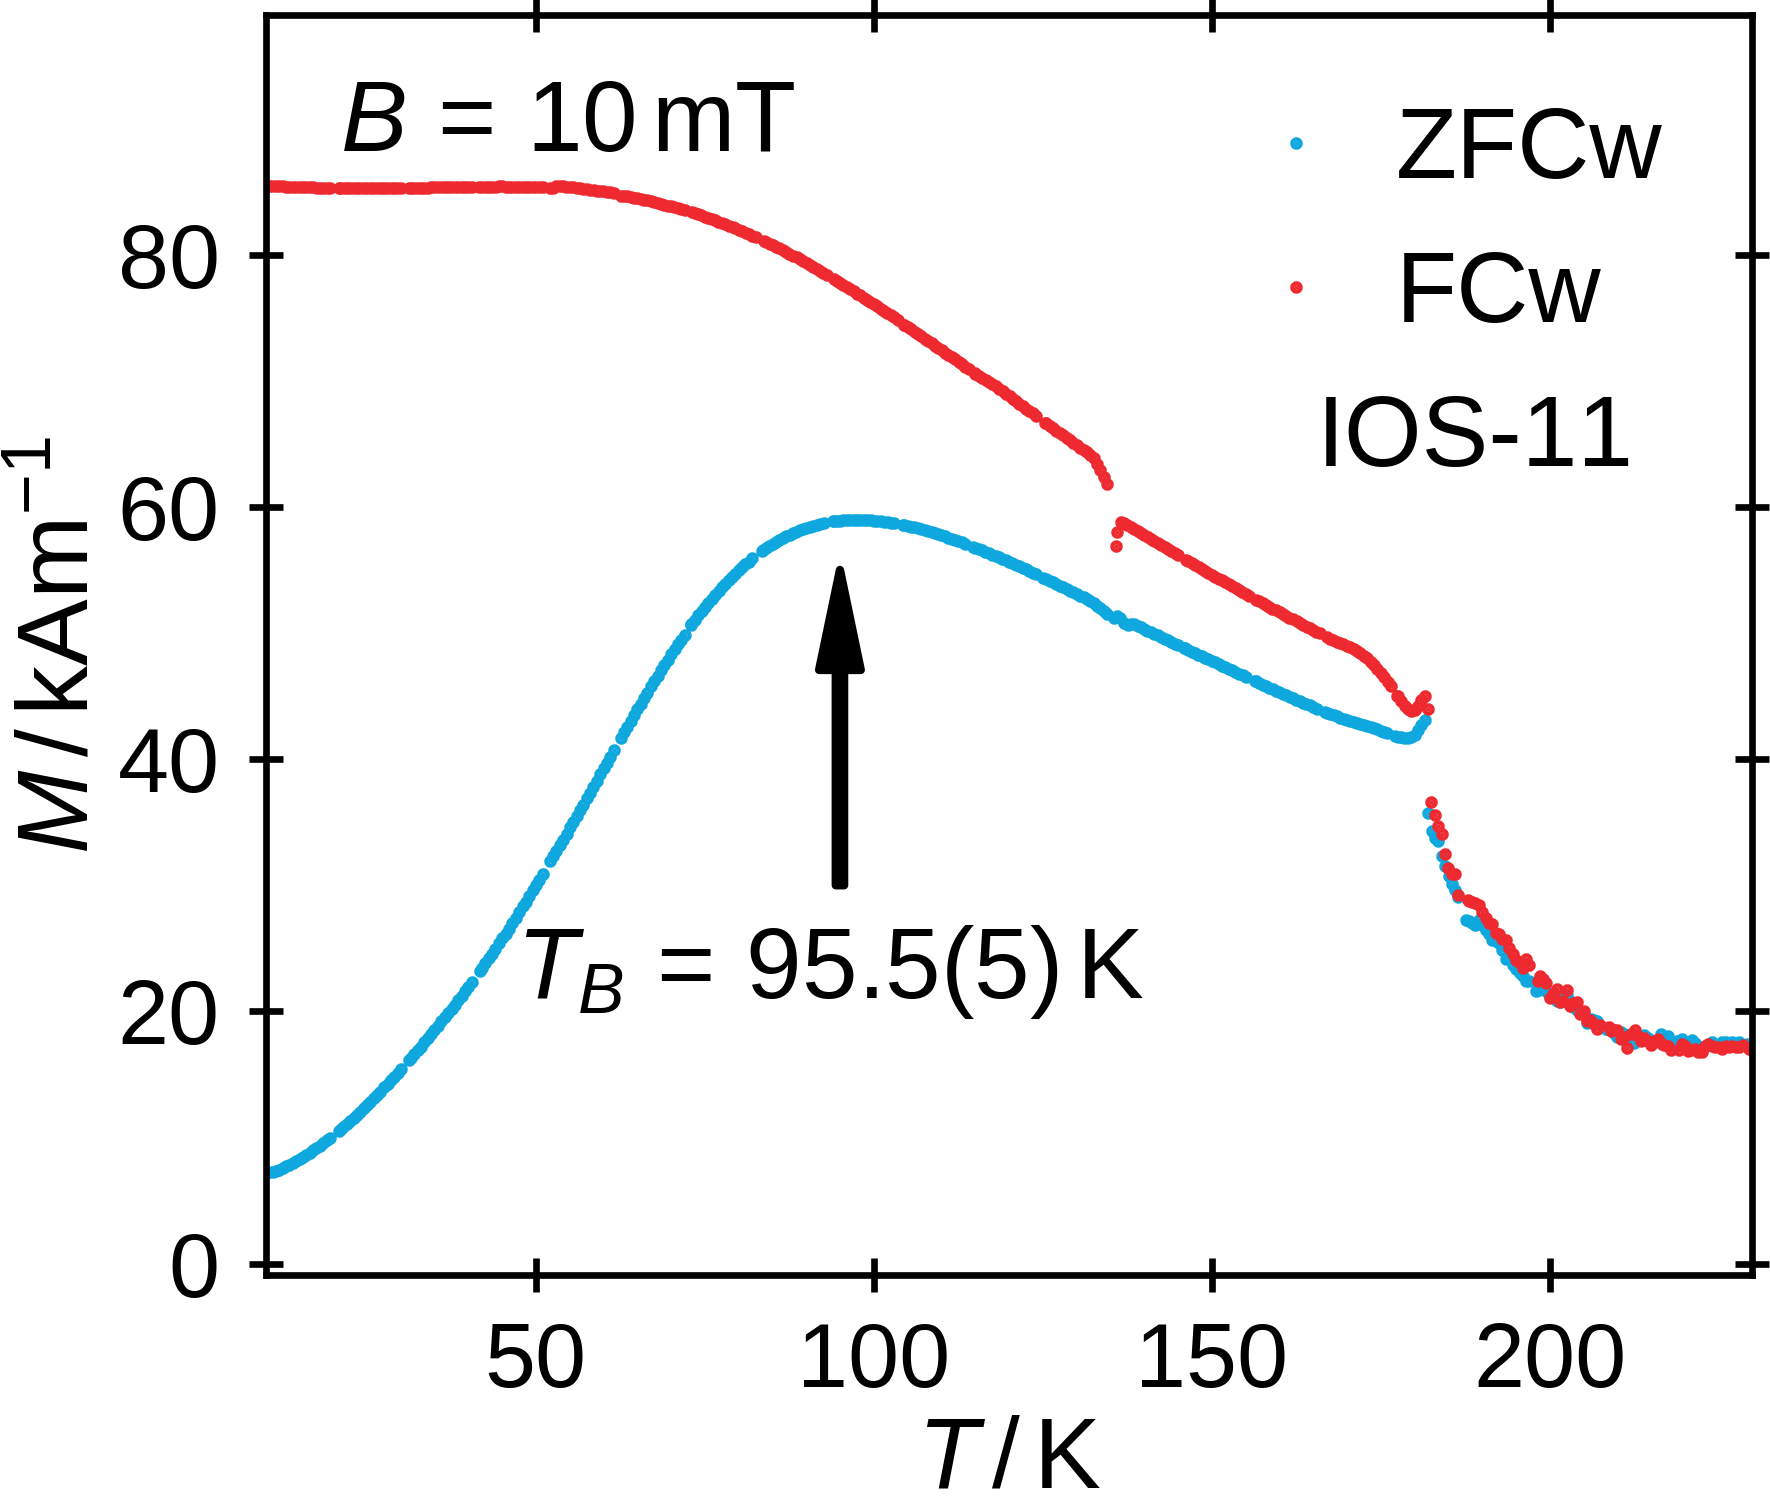 B = 10 mT
ZFCw
FCw
IOS-11
M / kAm⁻¹
80
60
40
20
0
T_B = 95.5(5) K
50 100 150 200
T / K